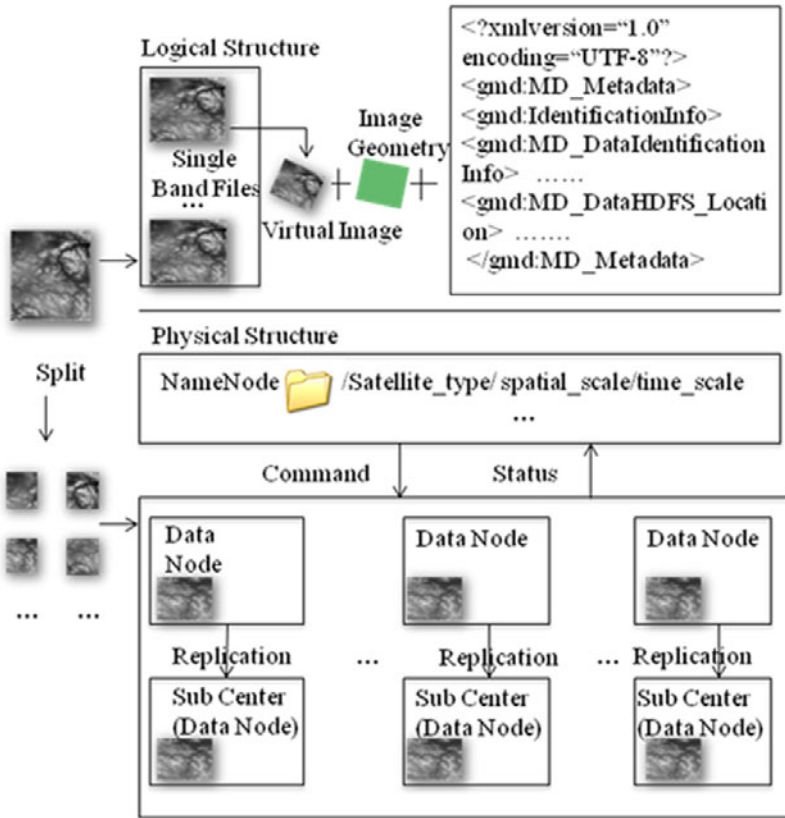 Logical Structure
Single
Band Files
...
Virtual Image
Image
Geometry
<?xmlversion=“1.0”
encoding=“UTF-8”?>
<gmd:MD_Metadata>
<gmd:IdentificationInfo>
<gmd:MD_DataIdentification
Info> ……
<gmd:MD_DataHDFS_Locati
on> …….
</gmd:MD_Metadata>
Physical Structure
NameNode /Satellite_type/ spatial_scale/time_scale
...
Split
... ...
Command
Status
Data
Node
Data Node
Data Node
Replication ... Replication ... Replication
Sub Center
(Data Node)
Sub Center
(Data Node)
Sub Center
(Data Node)